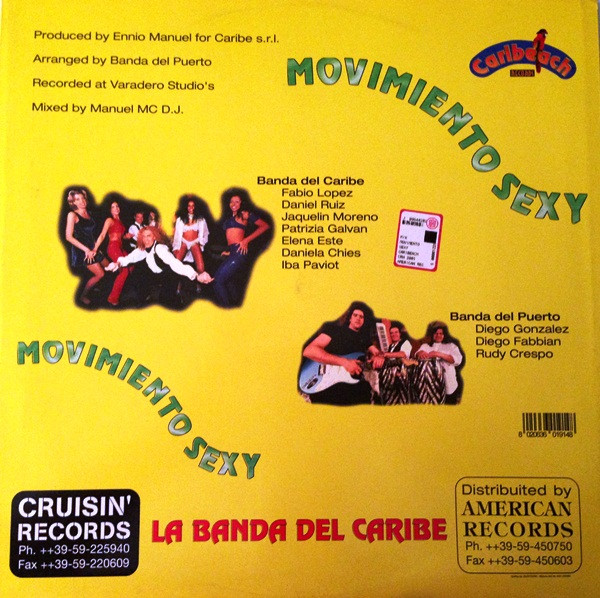 Produced by Ennio Manuel for Caribe s.r.l.
Arranged by Banda del Puerto
Recorded at Varadero Studio's
Mixed by Manuel MC D.J.
Caribeach
RECORDS
MOVIMIENTO SEXY
Banda del Caribe
Fabio Lopez
Daniel Ruiz
Jaquelin Moreno
Patrizia Galvan
Elena Este
Daniela Chies
Iba Paviot
Banda del Puerto
Diego Gonzalez
Diego Fabbian
Rudy Crespo
MOVIMIENTO SEXY
8 020636 019148
CRUISIN'
RECORDS
Ph. ++39-59-225940
Fax ++39-59-220609
LA BANDA DEL CARIBE
Distribuited by
AMERICAN
RECORDS
Ph. ++39-59-450750
Fax ++39-59-450603